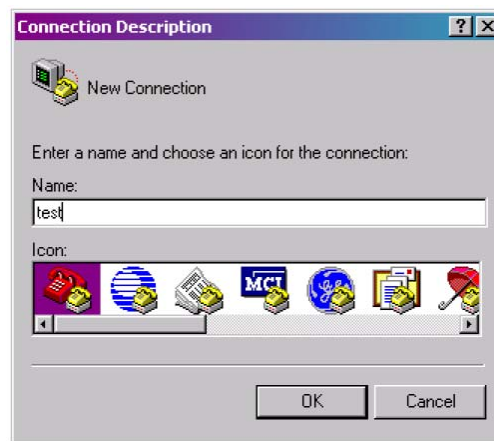 Connection Description
New Connection
Enter a name and choose an icon for the connection:
Name:
test
Icon:
MCI
OK
Cancel